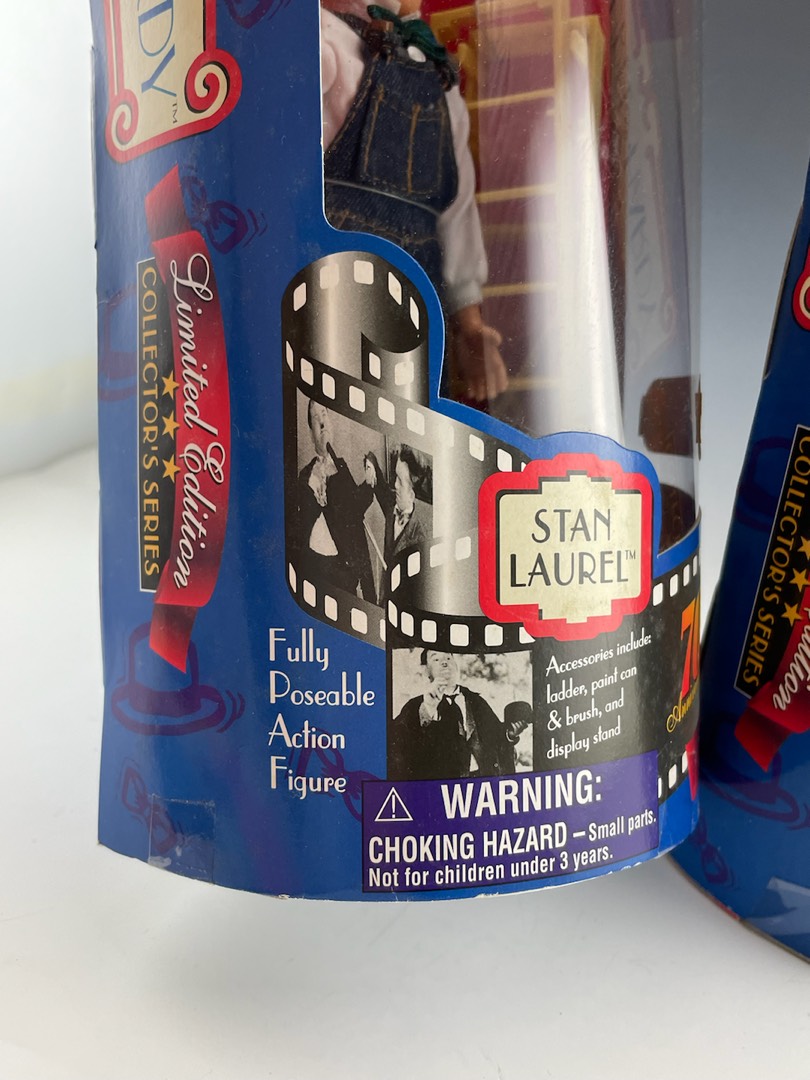 EDY™
Limited Edition
COLLECTOR'S SERIES
STAN
LAUREL™
Fully
Poseable
Action
Figure
Accessories include:
ladder, paint can
& brush, and
display stand
WARNING:
CHOKING HAZARD – Small parts.
Not for children under 3 years.
COLLECTOR'S SERIES